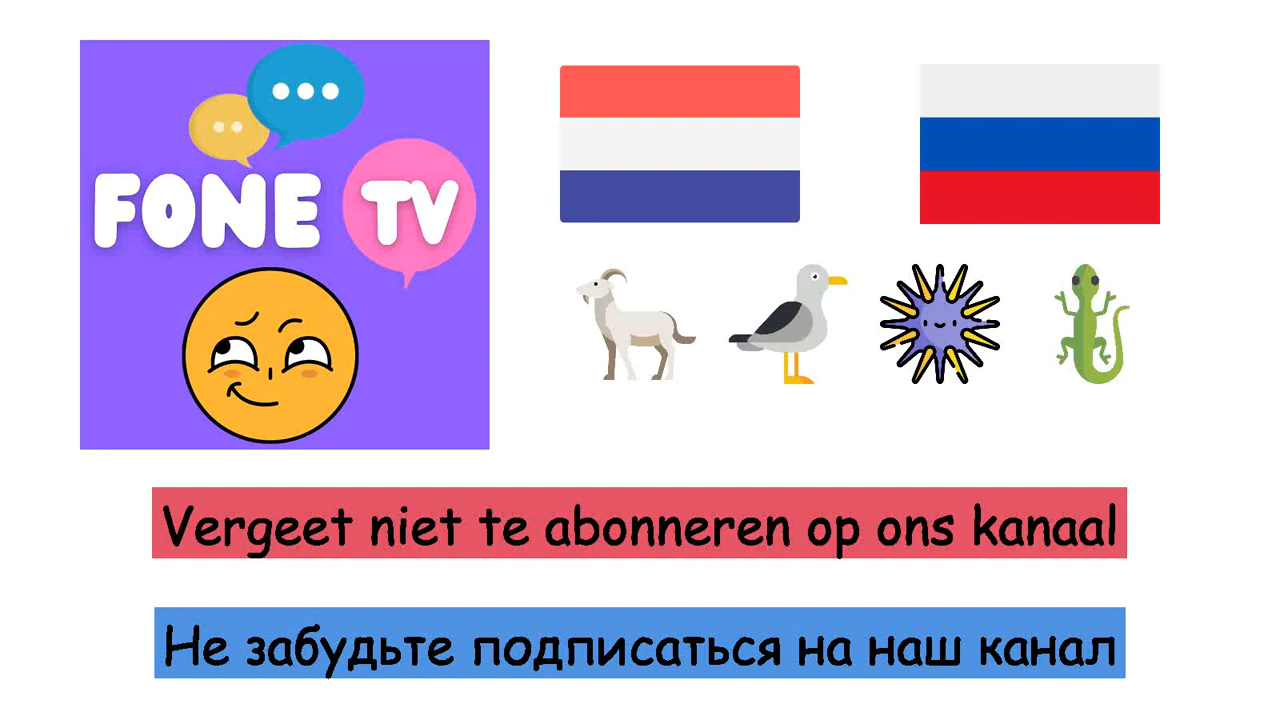 FONE TV
Vergeet niet te abonneren op ons kanaal
Не забудьте подписаться на наш канал